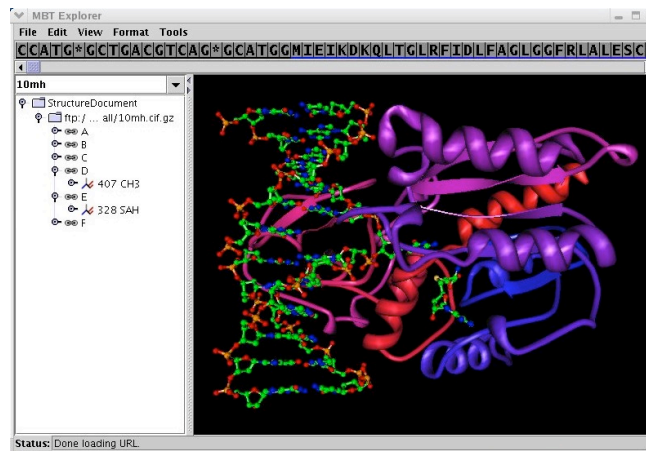 MBT Explorer
File Edit View Format Tools
CCATG*GCTGACGTCAG*GCATGGMIEIKDKQLTGLRFIDLFAGLGGFRLALESC
10mh
StructureDocument
ftp:/ ... all/10mh.cif.gz
A
B
C
D
407 CH3
E
328 SAH
F
Status: Done loading URL.